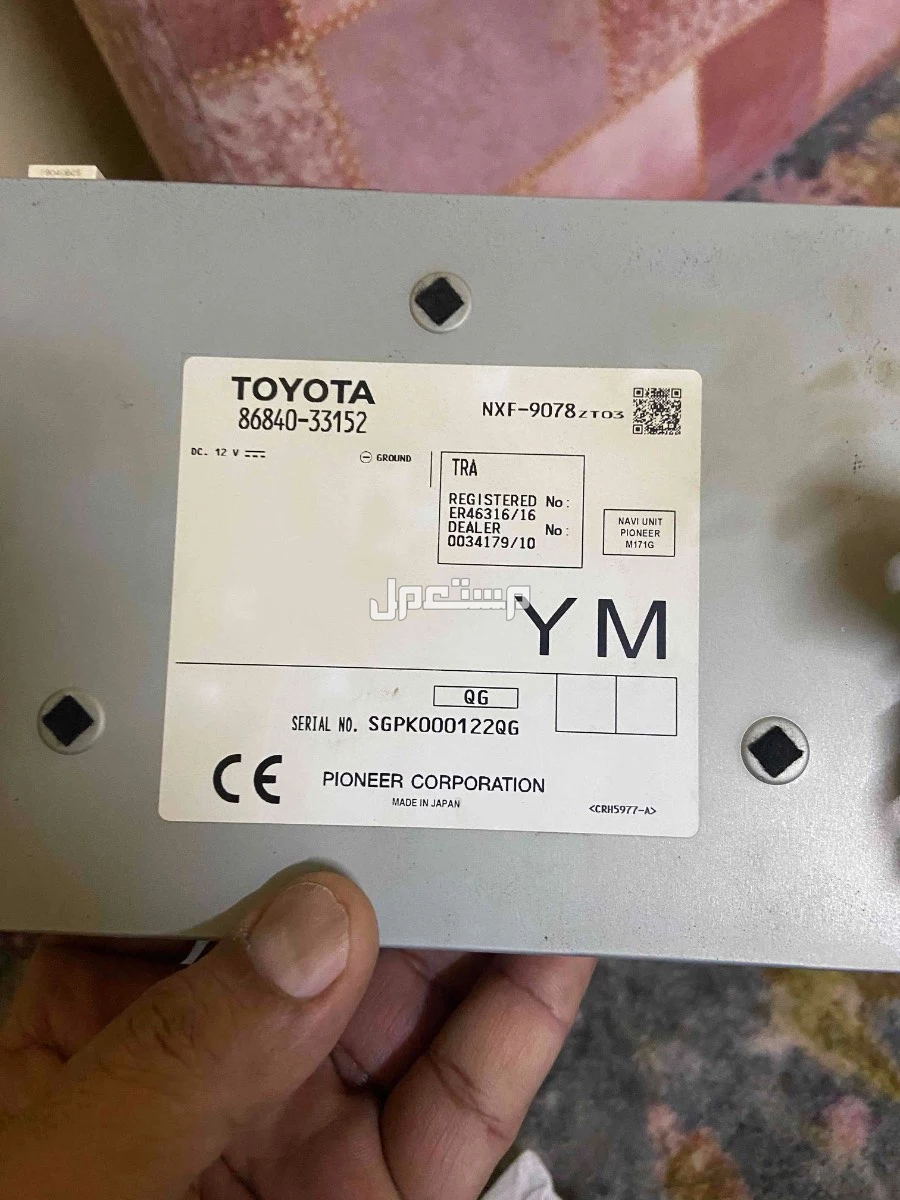 TOYOTA
86840-33152
NXF-9078ZT03
DC- 12 V
GROUND
TRA
REGISTERED No:
ER46316/16
DEALER No:
0034179/10
NAVI UNIT
PIONEER
M171G
مستعمل
YM
QG
SERIAL NO. SGPK000122QG
CE
PIONEER CORPORATION
MADE IN JAPAN
<CRH5977-A>